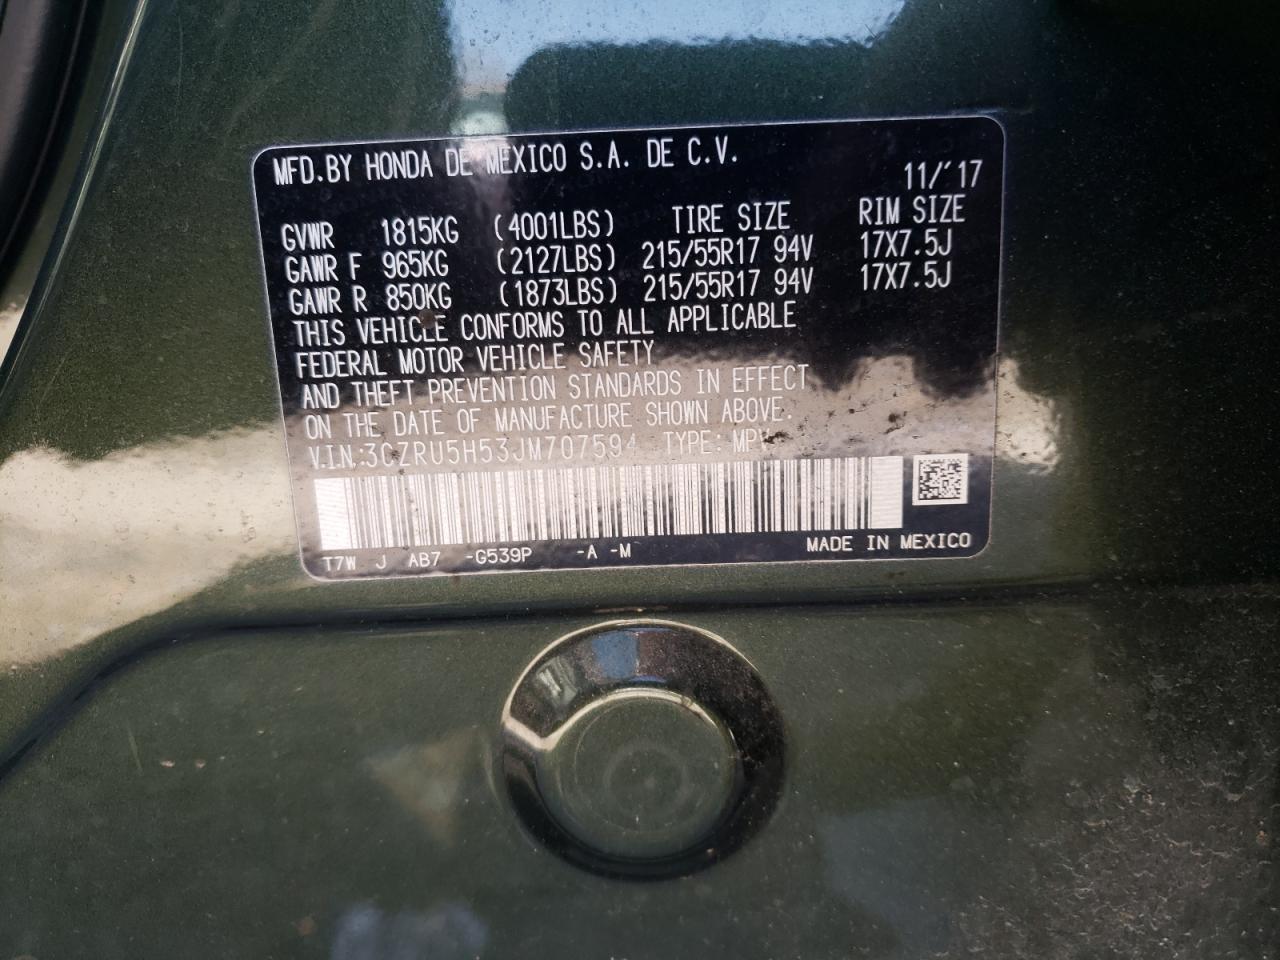 MFD.BY HONDA DE MEXICO S.A. DE C.V.
11/'17
GVWR 1815KG (4001LBS) TIRE SIZE RIM SIZE
GAWR F 965KG (2127LBS) 215/55R17 94V 17X7.5J
GAWR R 850KG (1873LBS) 215/55R17 94V 17X7.5J
THIS VEHICLE CONFORMS TO ALL APPLICABLE
FEDERAL MOTOR VEHICLE SAFETY
AND THEFT PREVENTION STANDARDS IN EFFECT
ON THE DATE OF MANUFACTURE SHOWN ABOVE.
V.I.N.:3CZRU5H53JM707594 TYPE: MPV
T7W J AB7 -G539P -A -M
MADE IN MEXICO